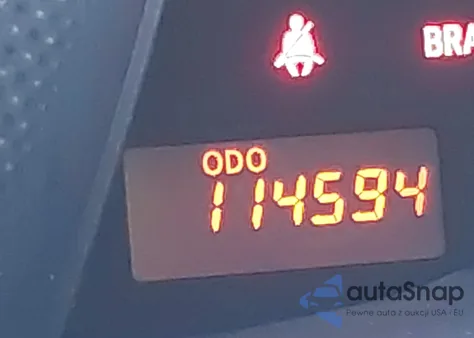 BRA
ODO
114594
autaSnap
Pewne auta z aukcji USA - EU